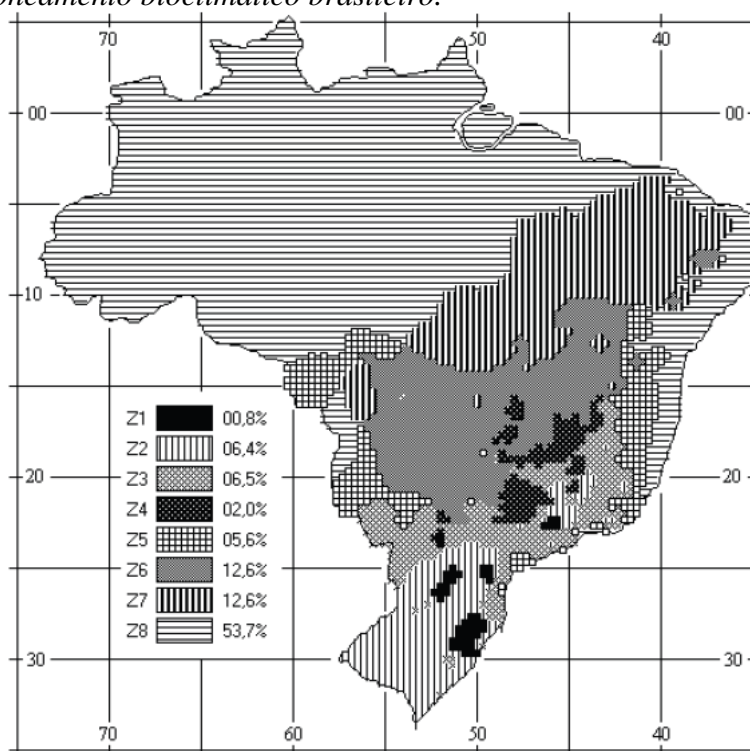 bioclimático brasileiro.
70 50 40
00 00
10
Z1 00,8%
Z2 06,4%
Z3 06,5%
Z4 02,0%
Z5 05,6%
Z6 12,6%
Z7 12,6%
Z8 53,7%
20 20
30 30
70 60 50 40